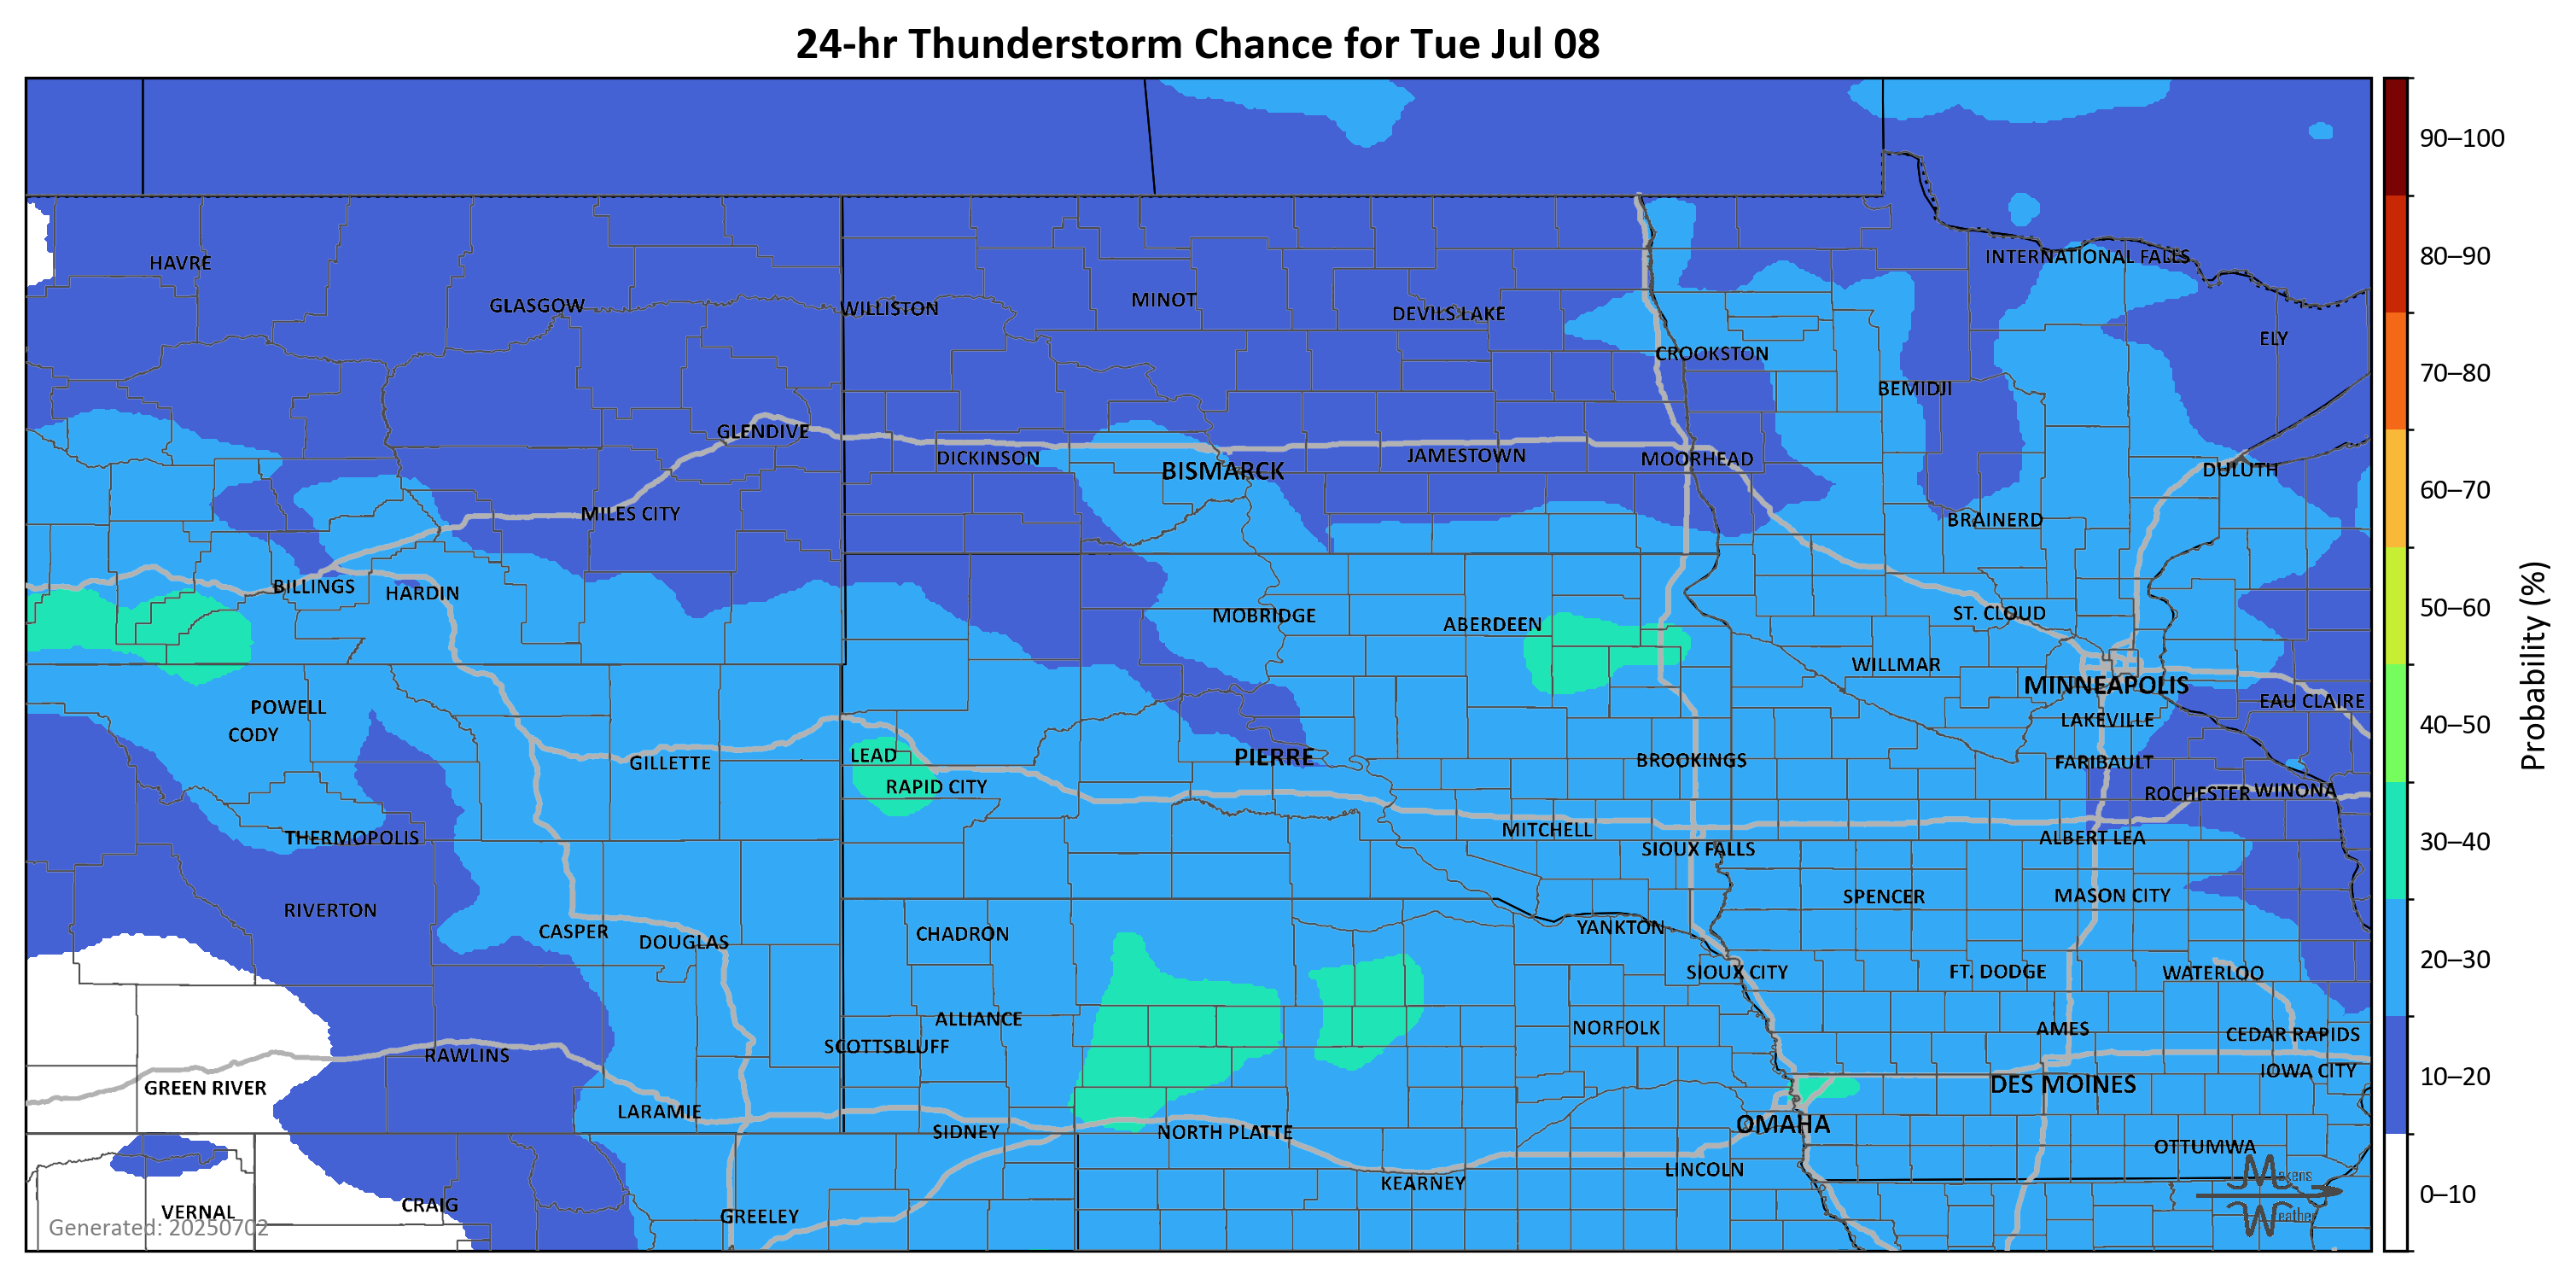 24-hr Thunderstorm Chance for Tue Jul 08
90–100
80–90
70–80
60–70
50–60
40–50
30–40
20–30
10–20
0–10
Probability (%)
HAVRE
INTERNATIONAL FALLS
GLASGOW
WILLISTON
MINOT
DEVILS LAKE
ELY
CROOKSTON
BEMIDJI
GLENDIVE
DICKINSON
BISMARCK
JAMESTOWN
MOORHEAD
DULUTH
MILES CITY
BRAINERD
BILLINGS
HARDIN
MOBRIDGE
ABERDEEN
ST. CLOUD
WILLMAR
MINNEAPOLIS
EAU CLAIRE
POWELL
LAKEVILLE
CODY
LEAD
PIERRE
GILLETTE
BROOKINGS
FARIBAULT
RAPID CITY
ROCHESTER
WINONA
THERMOPOLIS
MITCHELL
ALBERT LEA
SIOUX FALLS
SPENCER
MASON CITY
RIVERTON
CASPER
DOUGLAS
CHADRON
YANKTON
SIOUX CITY
FT. DODGE
WATERLOO
ALLIANCE
NORFOLK
AMES
CEDAR RAPIDS
SCOTTSBLUFF
RAWLINS
IOWA CITY
GREEN RIVER
DES MOINES
LARAMIE
OMAHA
SIDNEY
NORTH PLATTE
OTTUMWA
LINCOLN
KEARNEY
VERNAL
CRAIG
GREELEY
Generated: 20250702
Makens
Weather